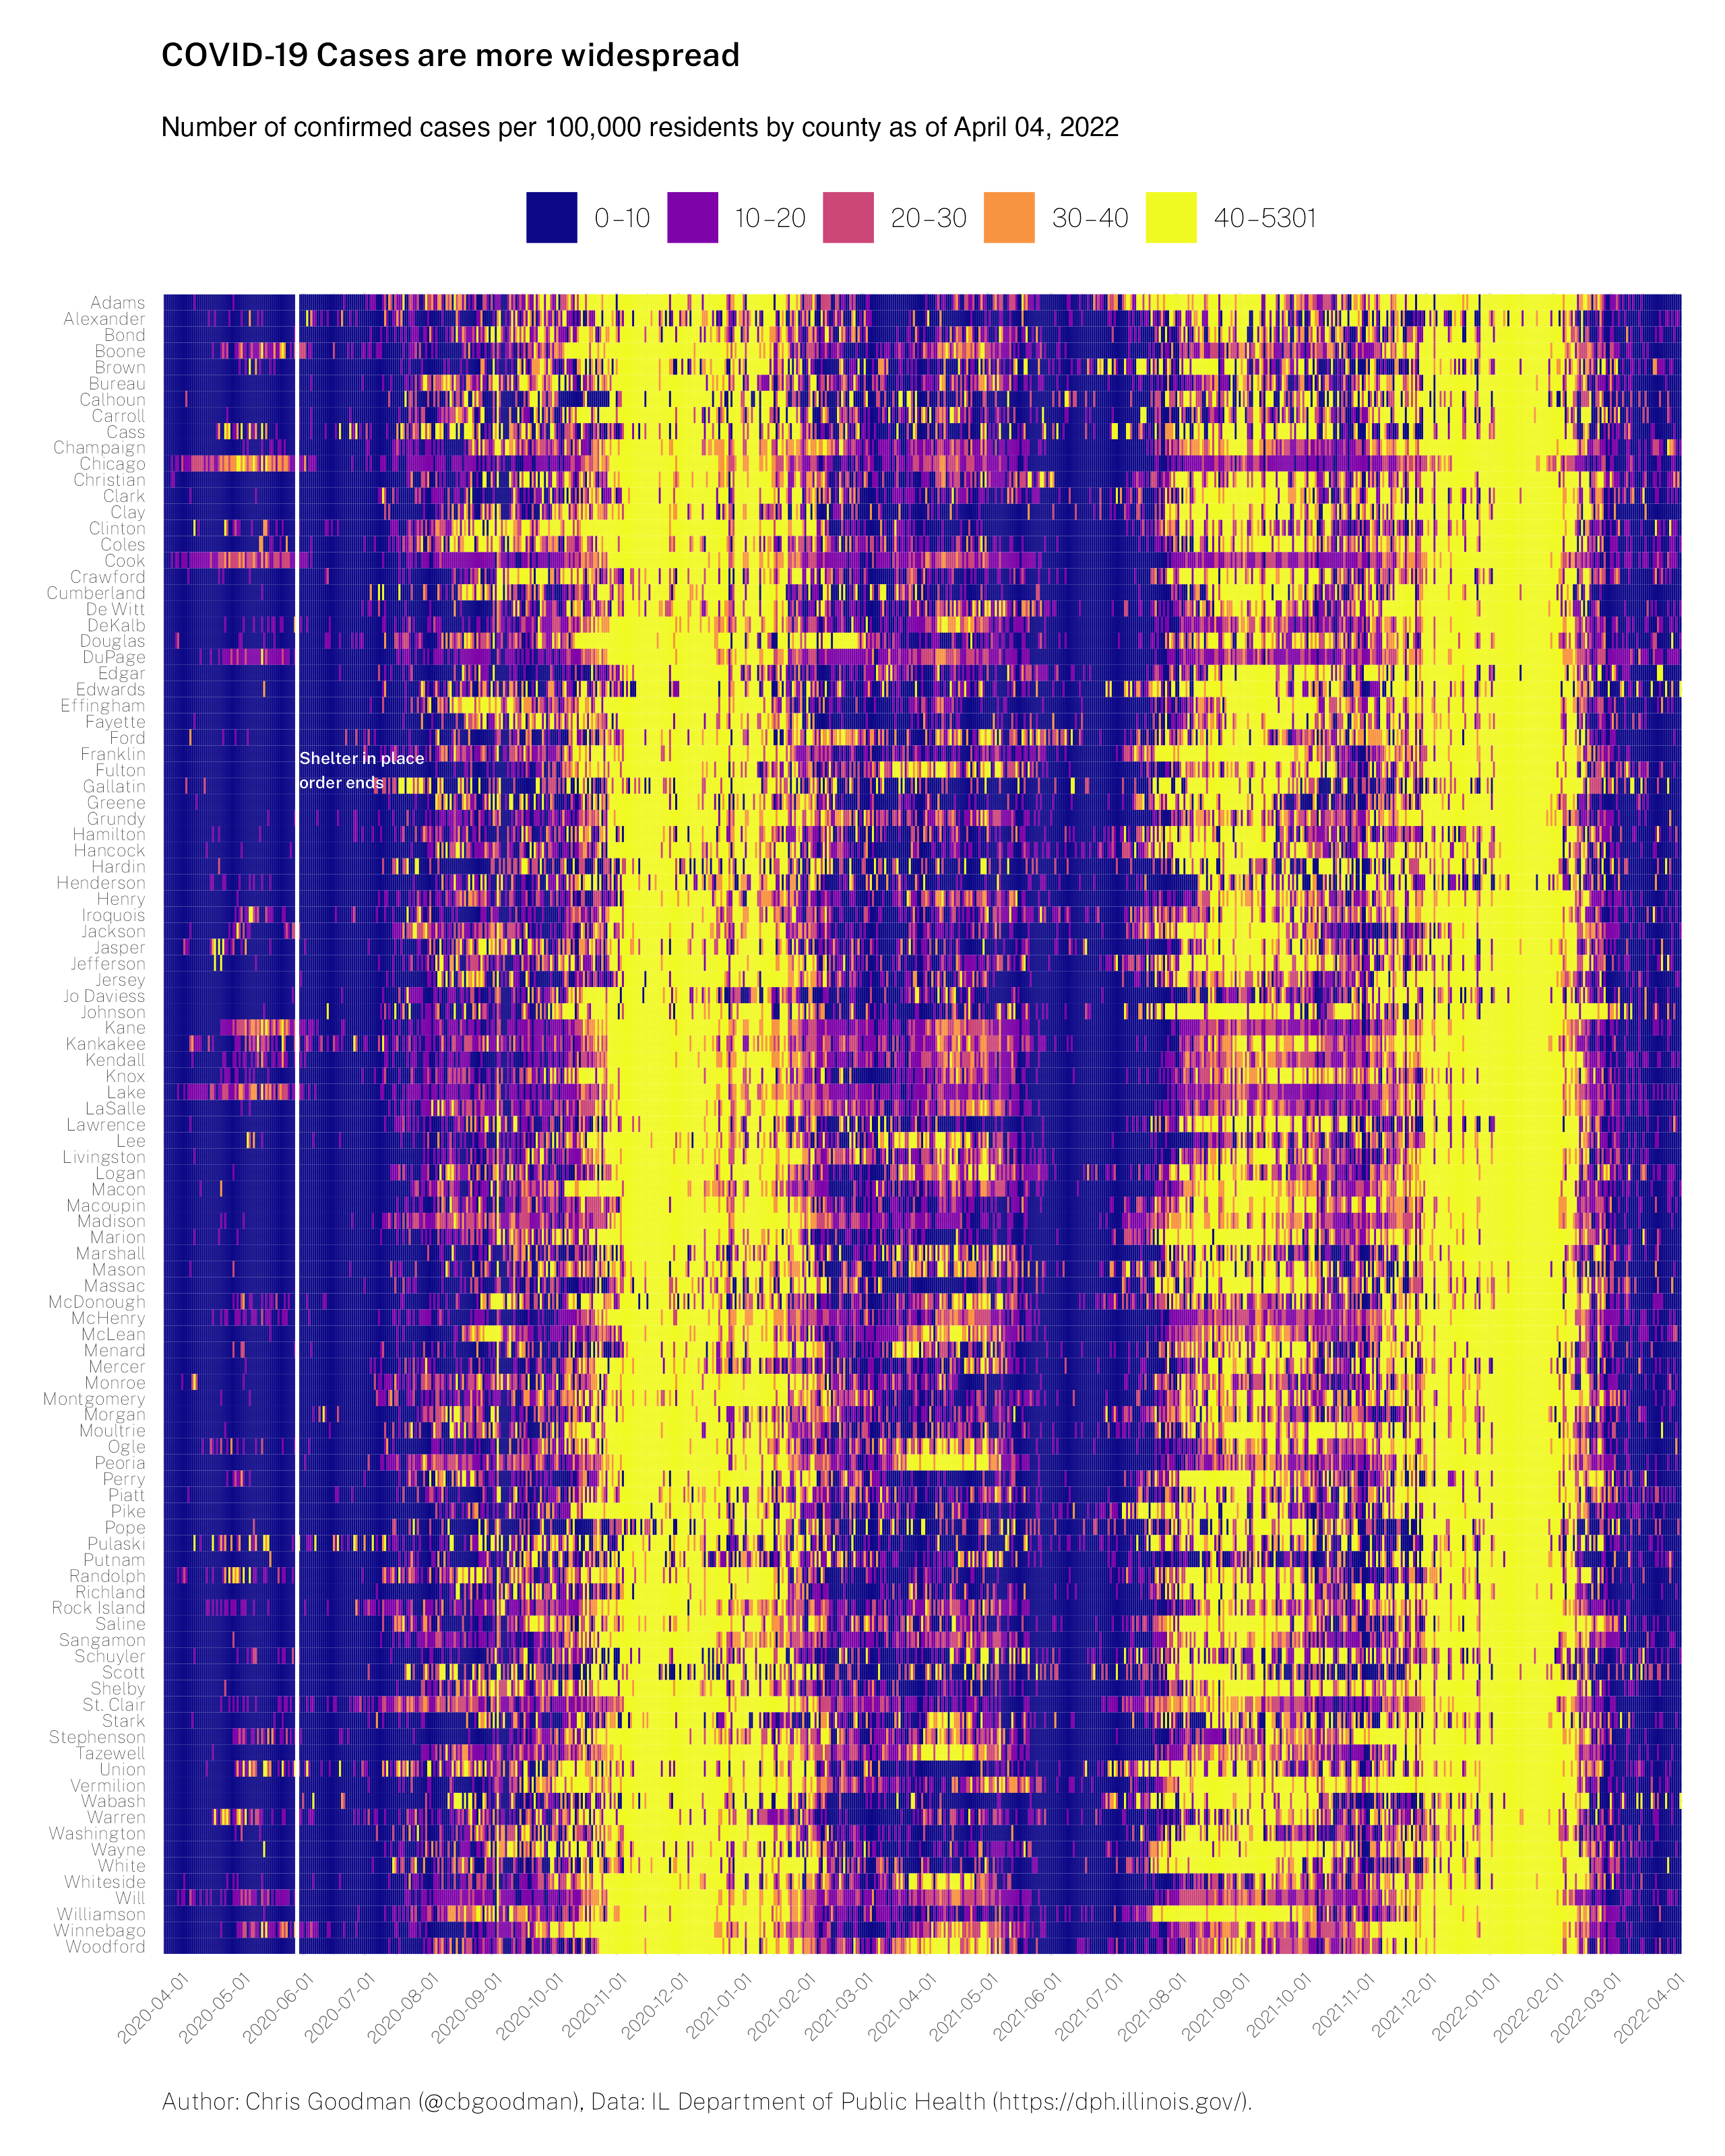 COVID-19 Cases are more widespread
Number of confirmed cases per 100,000 residents by county as of April 04, 2022
0-10 10-20 20-30 30-40 40-5301
Adams
Alexander
Bond
Boone
Brown
Bureau
Calhoun
Carroll
Cass
Champaign
Chicago
Christian
Clark
Clay
Clinton
Coles
Cook
Crawford
Cumberland
De Witt
DeKalb
Douglas
DuPage
Edgar
Edwards
Effingham
Fayette
Ford
Franklin
Fulton
Gallatin
Greene
Grundy
Hamilton
Hancock
Hardin
Henderson
Henry
Iroquois
Jackson
Jasper
Jefferson
Jersey
Jo Daviess
Johnson
Kane
Kankakee
Kendall
Knox
Lake
LaSalle
Lawrence
Lee
Livingston
Logan
Macon
Macoupin
Madison
Marion
Marshall
Mason
Massac
McDonough
McHenry
McLean
Menard
Mercer
Monroe
Montgomery
Morgan
Moultrie
Ogle
Peoria
Perry
Piatt
Pike
Pope
Pulaski
Putnam
Randolph
Richland
Rock Island
Saline
Sangamon
Schuyler
Scott
Shelby
St. Clair
Stark
Stephenson
Tazewell
Union
Vermilion
Wabash
Warren
Washington
Wayne
White
Whiteside
Will
Williamson
Winnebago
Woodford
Shelter in place
order ends
2020-04-01
2020-05-01
2020-06-01
2020-07-01
2020-08-01
2020-09-01
2020-10-01
2020-11-01
2020-12-01
2021-01-01
2021-02-01
2021-03-01
2021-04-01
2021-05-01
2021-06-01
2021-07-01
2021-08-01
2021-09-01
2021-10-01
2021-11-01
2021-12-01
2022-01-01
2022-02-01
2022-03-01
2022-04-01
Author: Chris Goodman (@cbgoodman), Data: IL Department of Public Health (https://dph.illinois.gov/).